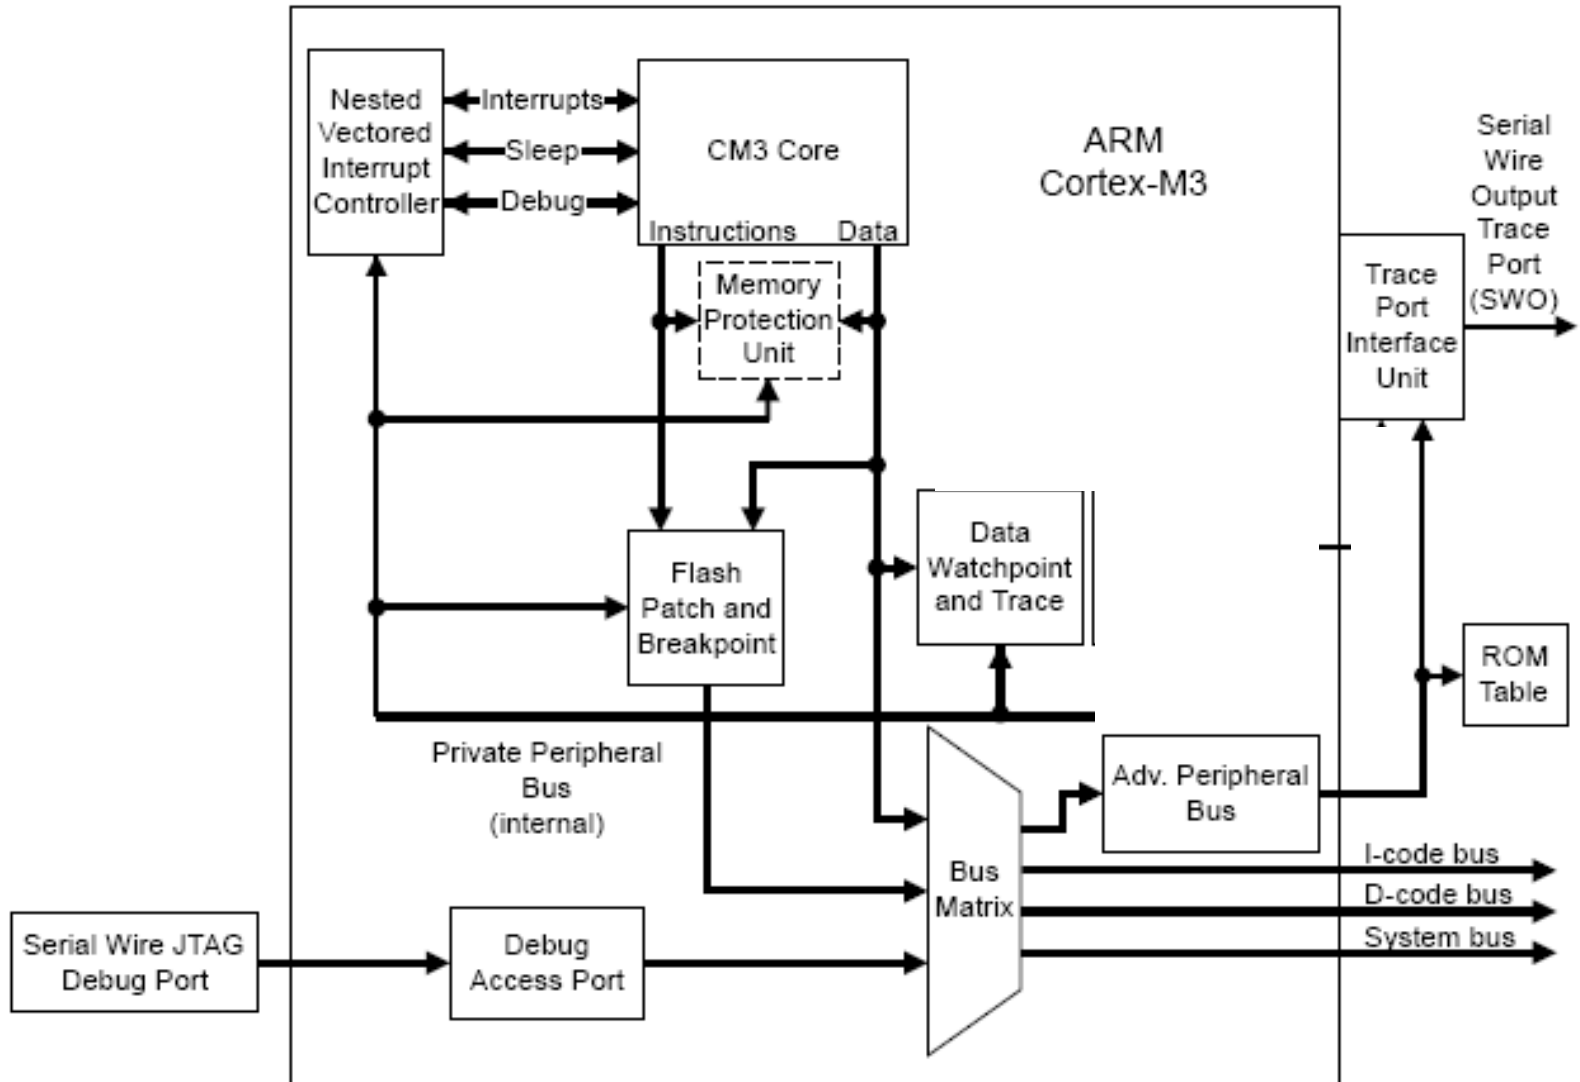 Nested
Vectored
Interrupt
Controller
Interrupts
Sleep
Debug
CM3 Core
Instructions
Data
ARM
Cortex-M3
Serial
Wire
Output
Trace
Port
(SWO)
Memory
Protection
Unit
Trace
Port
Interface
Unit
Data
Watchpoint
and Trace
Flash
Patch and
Breakpoint
ROM
Table
Private Peripheral
Bus
(internal)
Adv. Peripheral
Bus
Bus
Matrix
I-code bus
D-code bus
System bus
Serial Wire JTAG
Debug Port
Debug
Access Port